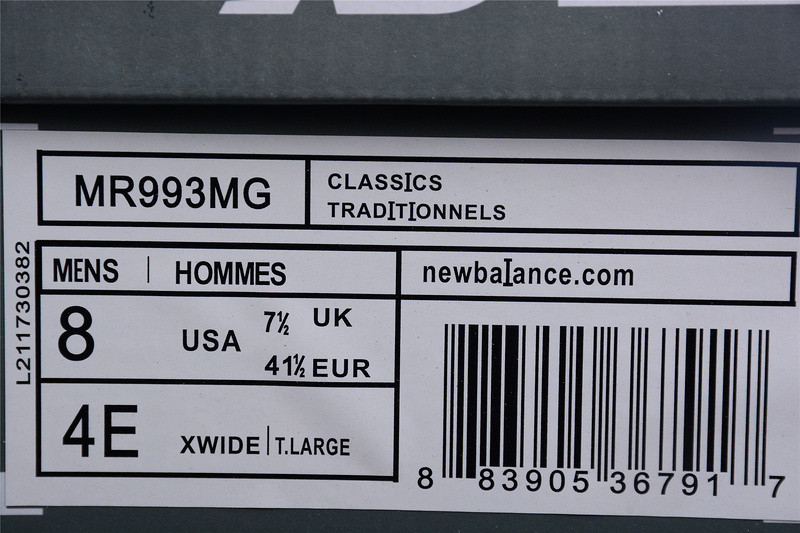 MR993MG
CLASSICS
TRADITIONNELS
L211730382
MENS | HOMMES
newbalance.com
8 USA 7½ UK
41½ EUR
4E XWIDE | T.LARGE
8 83905 36791 7